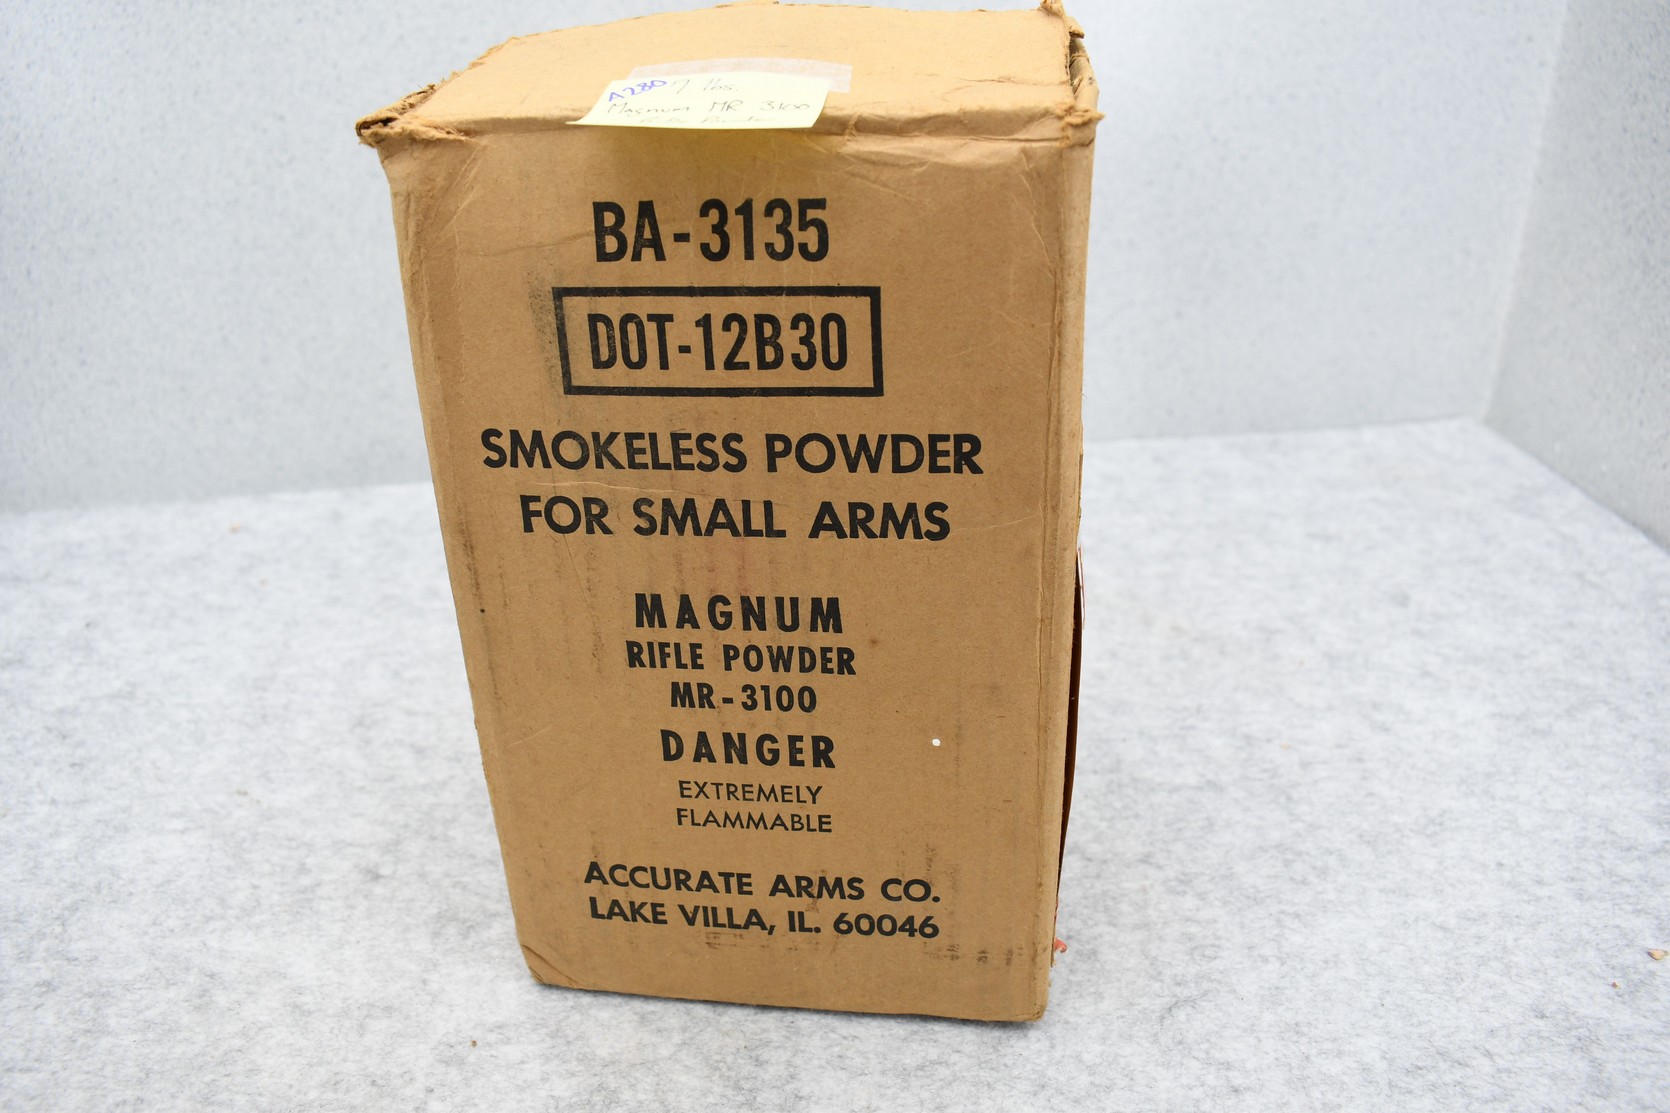 A280 7 lbs.
Magnum MR 3100
BA-3135
DOT-12B30
SMOKELESS POWDER
FOR SMALL ARMS
MAGNUM
RIFLE POWDER
MR-3100
DANGER
EXTREMELY
FLAMMABLE
ACCURATE ARMS CO.
LAKE VILLA, IL. 60046